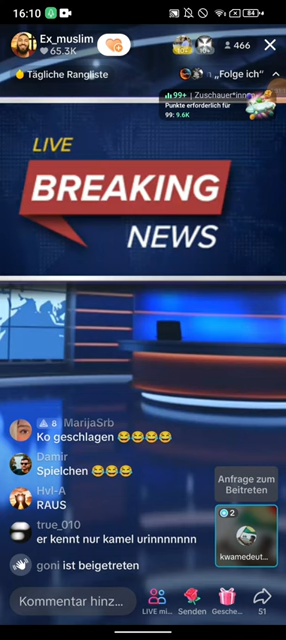 16:10
84
Ex_muslim
65.3K
466
Tägliche Rangliste
„Folge ich“
99+ | Zuschauer*innen
Punkte erforderlich für
99: 9.6K
LIVE
BREAKING
NEWS
8 MarijaSrb
Ko geschlagen 😂😂😂😂
Damir
Spielchen 😂😂😂
Hvl-A
RAUS
true_010
er kennt nur kamel urinnnnnnn
goni ist beigetreten
Anfrage zum
Beitreten
2
kwamedeut...
Kommentar hinz...
LIVE mi...
Senden
Gesche...
51